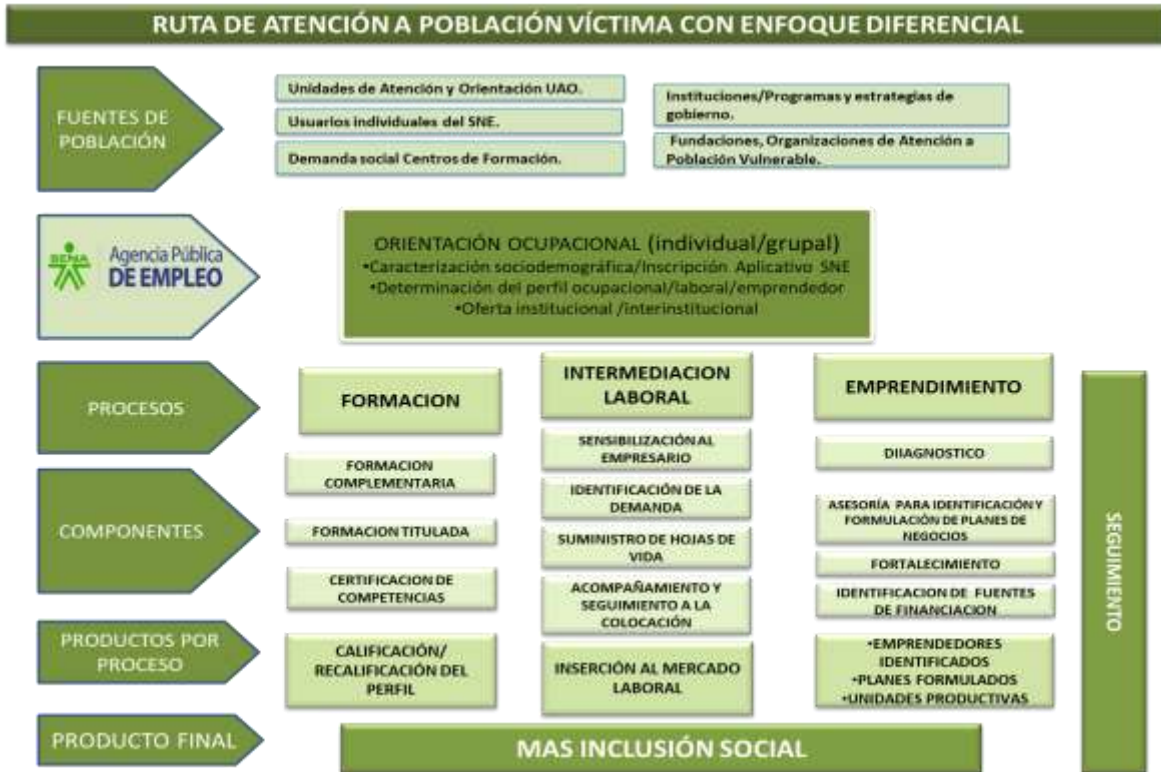 RUTA DE ATENCIÓN A POBLACIÓN VÍCTIMA CON ENFOQUE DIFERENCIAL
FUENTES DE
POBLACIÓN
Unidades de Atención y Orientación UAO.
Usuarios individuales del SNE.
Demanda social Centros de Formación.
Instituciones/Programas y estrategias de
gobierno.
Fundaciones, Organizaciones de Atención a
Población Vulnerable.
SENA
Agencia Pública
DE EMPLEO
ORIENTACIÓN OCUPACIONAL (individual/grupal)
•Caracterización sociodemográfica/Inscripción Aplicativo SNE
•Determinación del perfil ocupacional/laboral/emprendedor
•Oferta institucional /interinstitucional
PROCESOS
FORMACION
INTERMEDIACION
LABORAL
EMPRENDIMIENTO
COMPONENTES
FORMACION
COMPLEMENTARIA
FORMACION TITULADA
CERTIFICACION DE
COMPETENCIAS
SENSIBILIZACIÓN AL
EMPRESARIO
IDENTIFICACIÓN DE LA
DEMANDA
SUMINISTRO DE HOJAS DE
VIDA
ACOMPAÑAMIENTO Y
SEGUIMIENTO A LA
COLOCACIÓN
DIIAGNOSTICO
ASESORÍA PARA IDENTIFICACIÓN Y
FORMULACIÓN DE PLANES DE
NEGOCIOS
FORTALECIMIENTO
IDENTIFICACION DE FUENTES
DE FINANCIACION
PRODUCTOS POR
PROCESO
CALIFICACIÓN/
RECALIFICACIÓN DEL
PERFIL
INSERCIÓN AL MERCADO
LABORAL
•EMPRENDEDORES
IDENTIFICADOS
•PLANES FORMULADOS
•UNIDADES PRODUCTIVAS
SEGUIMIENTO
PRODUCTO FINAL
MAS INCLUSIÓN SOCIAL